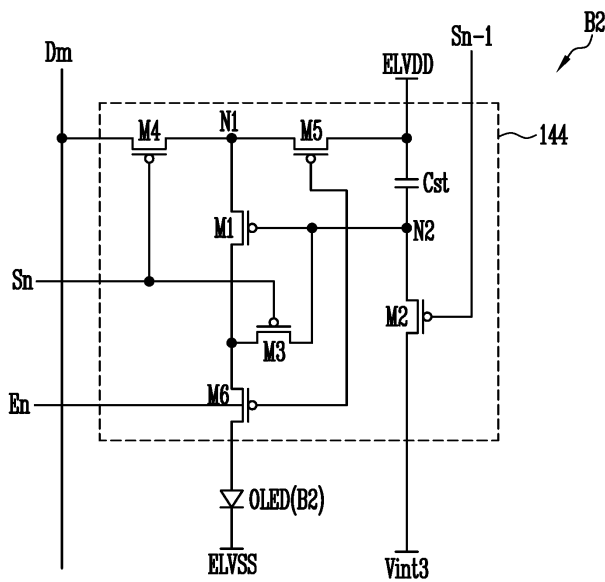 B2
Sn-1
Dm
ELVDD
M4
N1
M5
144
Cst
M1
N2
Sn
M2
M3
M6
En
OLED(B2)
ELVSS
Vint3